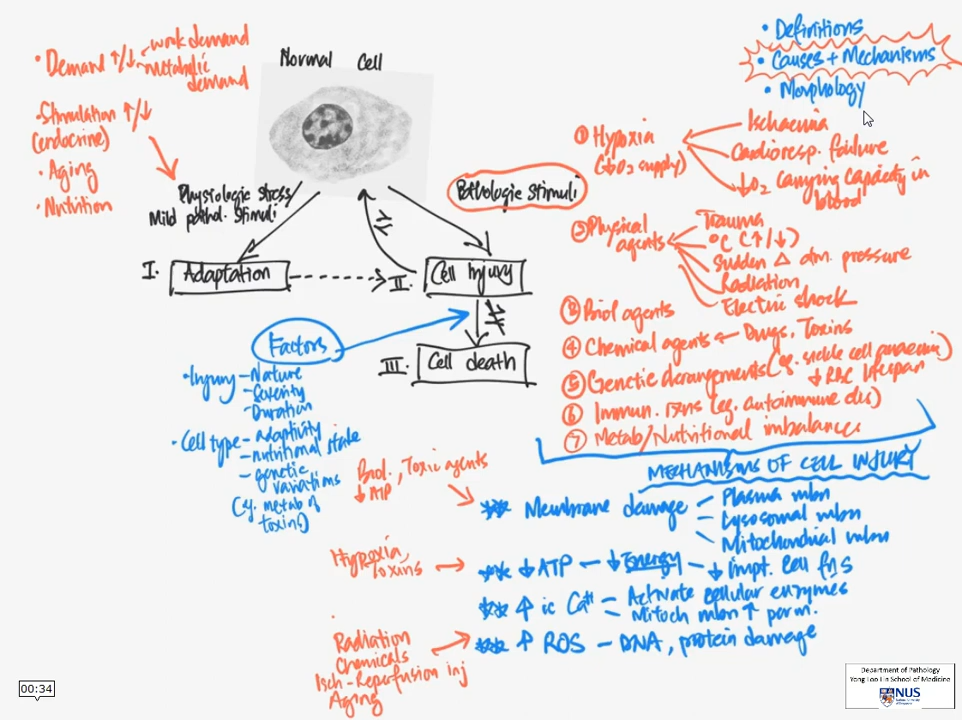 • Definitions
• Causes + Mechanisms
• Morphology
• Demand ↑/↓
work demand
metabolic demand
• Stimulation ↑/↓
(endocrine)
• Aging
• Nutrition
Normal Cell
Physiologic stress/
Mild pathol. stimuli
Pathologic stimuli
I. Adaptation
II. Cell injury
III. Cell death
Factors
• Injury – Nature
– Severity
– Duration
• Cell type – adaptivity
– nutritional state
– genetic variations
(eg. metab of toxins)
① Hypoxia
(↓O2 supply)
Ischaemia
Cardioresp. failure
↓O2 carrying capacity in blood
② Physical agents
Trauma
°C (↑/↓)
Sudden Δ atm. pressure
Radiation
Electric shock
③ Biol agents
④ Chemical agents ← Drugs, Toxins
⑤ Genetic derangements (eg. sickle cell anaemia)
↓ RBC lifespan
⑥ Immun. rxns (eg. autoimmune dis)
⑦ Metab/Nutritional imbalance
MECHANISMS OF CELL INJURY
Biol., Toxic agents
↓ ATP
Membrane damage
– Plasma mbn
– Lysosomal mbn
– Mitochondrial mbn
Hypoxia, toxins
↓ ATP – ↓ Energy – ↓ impt. cell fns
↑ ic Ca++ = Activate cellular enzymes
Mitoch mbn ↑ perm.
Radiation
Chemicals
Isch-Reperfusion inj
Aging
↑ ROS – DNA, protein damage
00:34
Department of Pathology
Yong Loo Lin School of Medicine
NUS